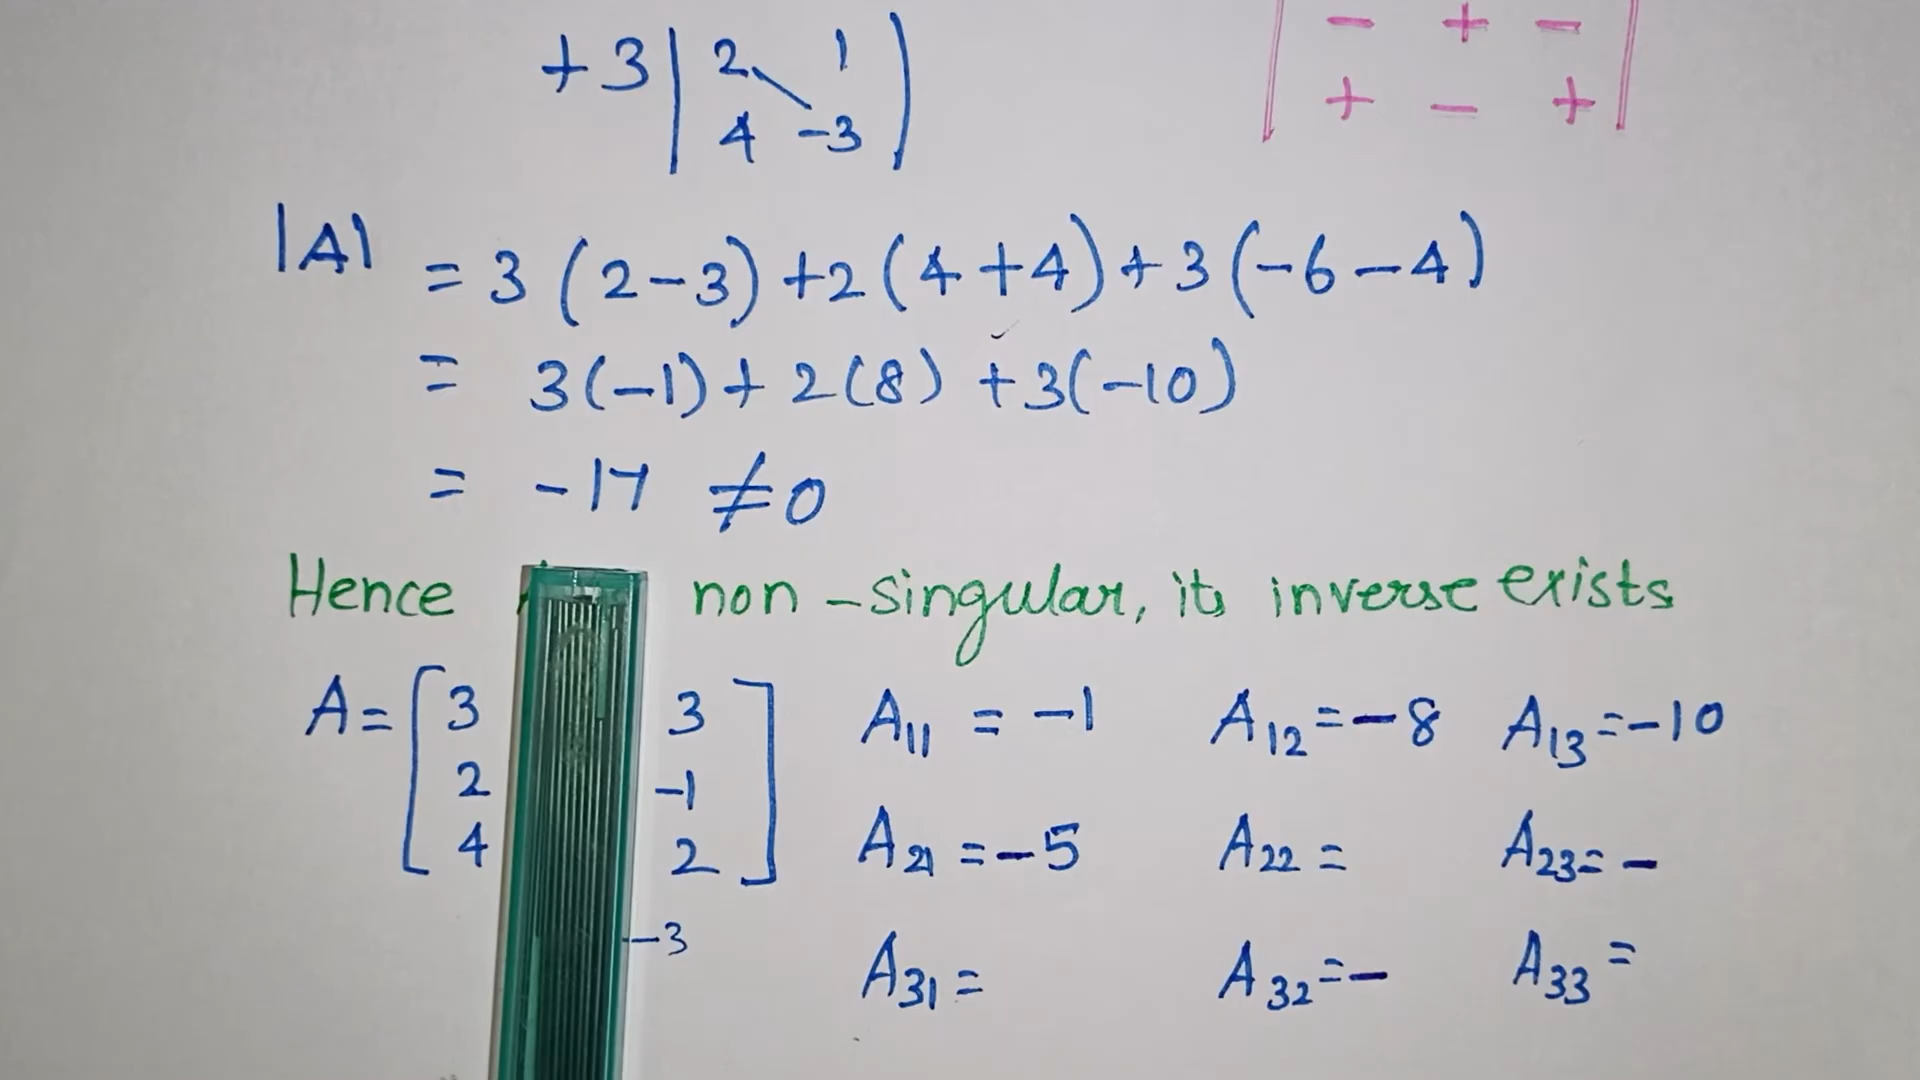 +3 | 2 1 |
4 -3
- + -
+ - +
|A| = 3 (2-3) +2 (4+4) +3 (-6-4)
= 3(-1) + 2(8) +3(-10)
= -17 ≠0
Hence non-singular, its inverse exists
A = [3 3]
2 -1
4 2
-3
A11 = -1 A12 = -8 A13 = -10
A21 = -5 A22 = A23 = -
A31 = A32 = - A33 =